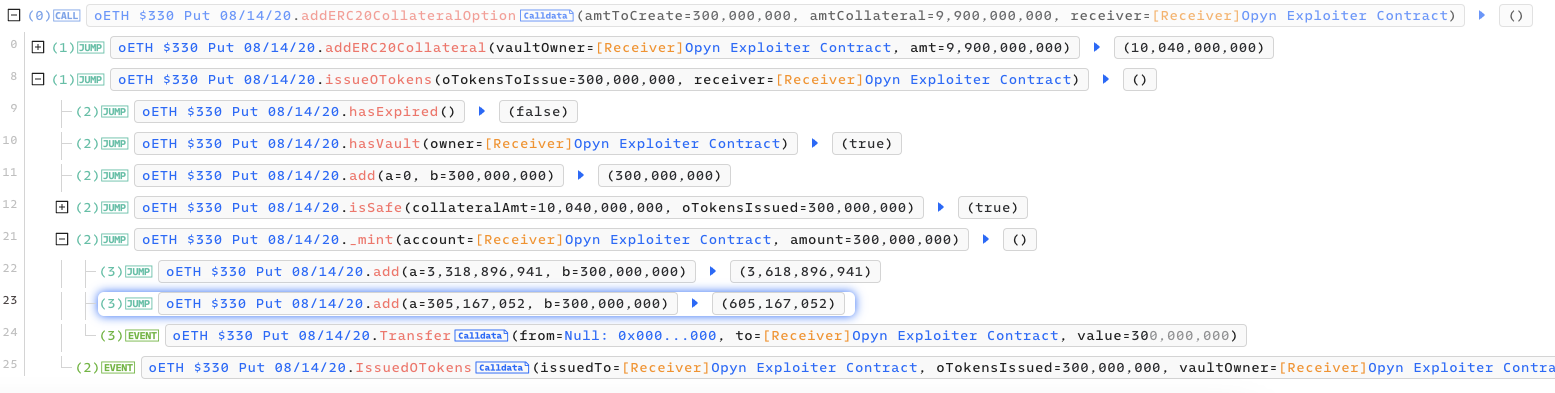 (0) CALL oETH $330 Put 08/14/20.addERC20CollateralOption Calldata (amtToCreate=300,000,000, amtCollateral=9,900,000,000, receiver=[Receiver]Opyn Exploiter Contract) ()
0 (1) JUMP oETH $330 Put 08/14/20.addERC20Collateral(vaultOwner=[Receiver]Opyn Exploiter Contract, amt=9,900,000,000) (10,040,000,000)
8 (1) JUMP oETH $330 Put 08/14/20.issueOTokens(oTokensToIssue=300,000,000, receiver=[Receiver]Opyn Exploiter Contract) ()
9 (2) JUMP oETH $330 Put 08/14/20.hasExpired() (false)
10 (2) JUMP oETH $330 Put 08/14/20.hasVault(owner=[Receiver]Opyn Exploiter Contract) (true)
11 (2) JUMP oETH $330 Put 08/14/20.add(a=0, b=300,000,000) (300,000,000)
12 (2) JUMP oETH $330 Put 08/14/20.isSafe(collateralAmt=10,040,000,000, oTokensIssued=300,000,000) (true)
21 (2) JUMP oETH $330 Put 08/14/20._mint(account=[Receiver]Opyn Exploiter Contract, amount=300,000,000) ()
22 (3) JUMP oETH $330 Put 08/14/20.add(a=3,318,896,941, b=300,000,000) (3,618,896,941)
23 (3) JUMP oETH $330 Put 08/14/20.add(a=305,167,052, b=300,000,000) (605,167,052)
24 (3) EVENT oETH $330 Put 08/14/20.Transfer Calldata (from=Null: 0x000...000, to=[Receiver]Opyn Exploiter Contract, value=300,000,000)
25 (2) EVENT oETH $330 Put 08/14/20.IssuedOTokens Calldata (issuedTo=[Receiver]Opyn Exploiter Contract, oTokensIssued=300,000,000, vaultOwner=[Receiver]Opyn Exploiter Contra